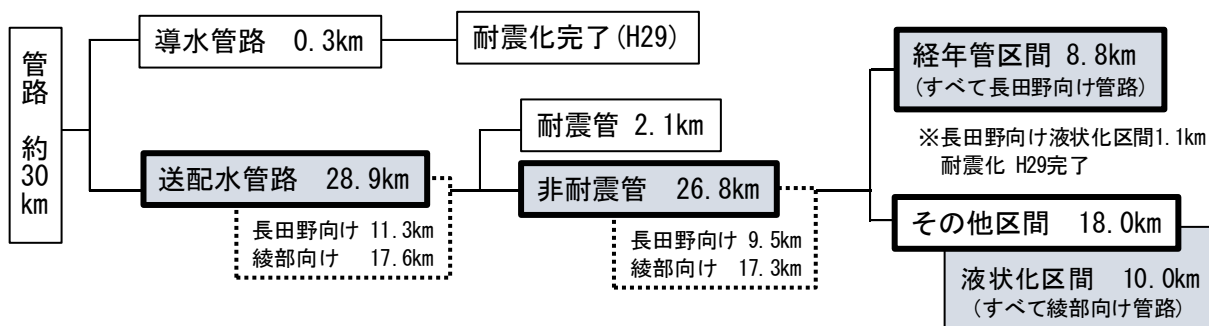 管路 約30km
導水管路 0.3km
耐震化完了(H29)
送配水管路 28.9km
長田野向け 11.3km
綾部向け 17.6km
耐震管 2.1km
非耐震管 26.8km
長田野向け 9.5km
綾部向け 17.3km
経年管区間 8.8km
(すべて長田野向け管路)
※長田野向け液状化区間1.1km
耐震化 H29完了
その他区間 18.0km
液状化区間 10.0km
(すべて綾部向け管路)